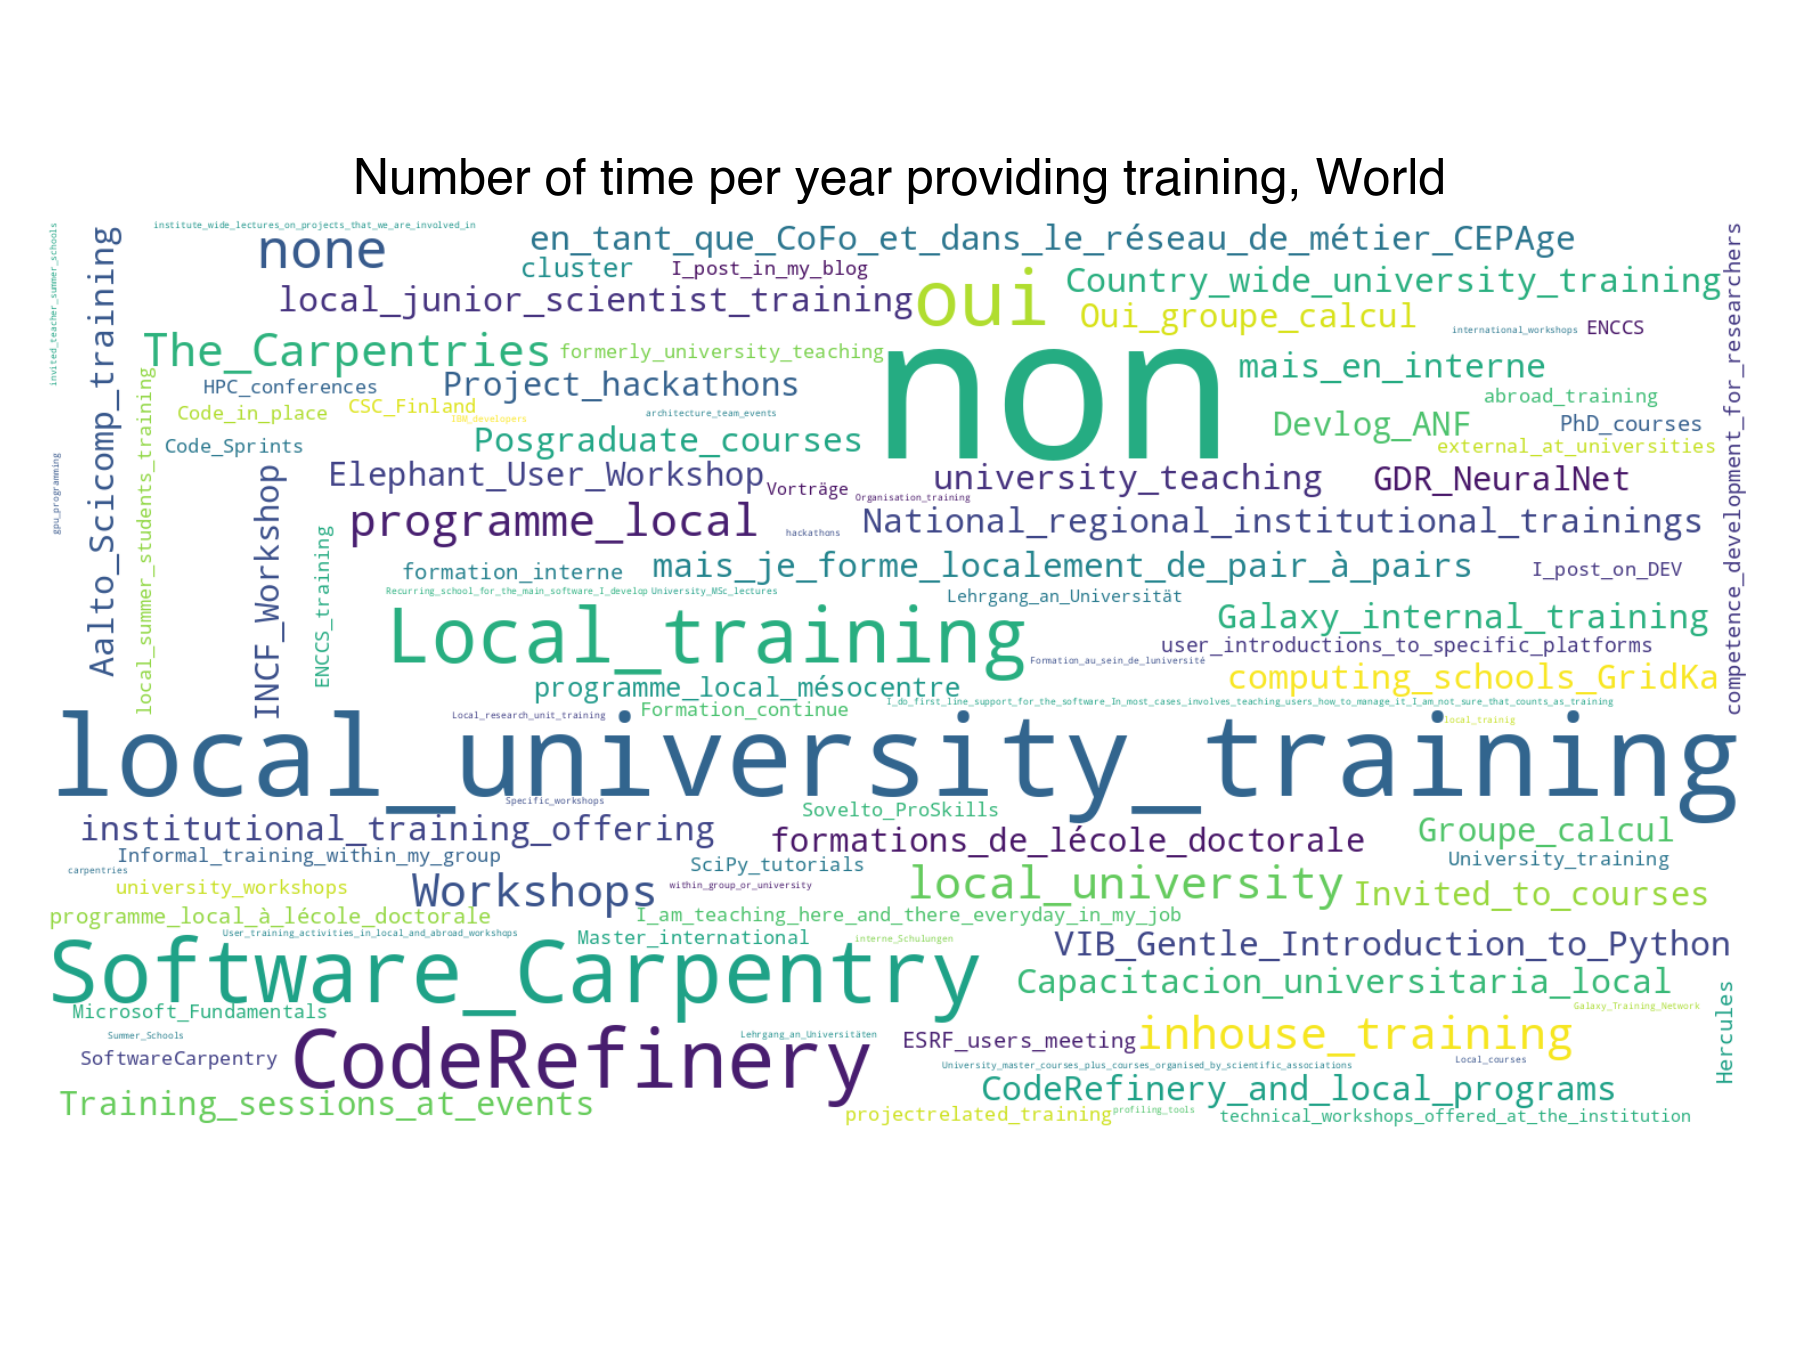 Number of time per year providing training, World
institute_wide_lectures_on_projects_that_we_are_involved_in
invited_teacher_summer_schools
Aalto_Scicomp_training
none
en_tant_que_CoFo_et_dans_le_réseau_de_métier_CEPAge
competence_development_for_researchers
cluster
I_post_in_my_blog
oui
Country_wide_university_training
local_junior_scientist_training
Oui_groupe_calcul
international_workshops
ENCCS
The_Carpentries
formerly_university_teaching
non
mais_en_interne
local_summer_students_training
HPC_conferences
Project_hackathons
abroad_training
Code_in_place
CSC_Finland
IBM_developers
architecture_team_events
Devlog_ANF
PhD_courses
Code_Sprints
Posgraduate_courses
external_at_universities
gpu_programming
INCF_Workshop
Elephant_User_Workshop
Vorträge
Organisation_training
university_teaching
GDR_NeuralNet
ENCCS_training
programme_local
hackathons
National_regional_institutional_trainings
formation_interne
mais_je_forme_localement_de_pair_à_pairs
I_post_on_DEV
Recurring_school_for_the_main_software_I_develop
University_MSc_lectures
Lehrgang_an_Universität
Local_training
Galaxy_internal_training
user_introductions_to_specific_platforms
Formation_au_sein_de_luniversité
computing_schools_GridKa
programme_local_mésocentre
I_do_first_line_support_for_the_software_In_most_cases_involves_teaching_users_how_to_manage_it_I_am_not_sure_that_counts_as_training
Local_research_unit_training
Formation_continue
local_trainig
local_university_training
Specific_workshops
Sovelto_ProSkills
institutional_training_offering
formations_de_lécole_doctorale
Groupe_calcul
Informal_training_within_my_group
SciPy_tutorials
University_training
carpentries
university_workshops
Workshops
within_group_or_university
local_university
Invited_to_courses
programme_local_à_lécole_doctorale
I_am_teaching_here_and_there_everyday_in_my_job
User_training_activities_in_local_and_abroad_workshops
Master_international
interne_Schulungen
VIB_Gentle_Introduction_to_Python
Software_Carpentry
Capacitacion_universitaria_local
Hercules
Microsoft_Fundamentals
Galaxy_Training_Network
Summer_Schools
CodeRefinery
Lehrgang_an_Universitäten
ESRF_users_meeting
inhouse_training
SoftwareCarpentry
University_master_courses_plus_courses_organised_by_scientific_associations
Local_courses
CodeRefinery_and_local_programs
Training_sessions_at_events
projectrelated_training
profiling_tools
technical_workshops_offered_at_the_institution